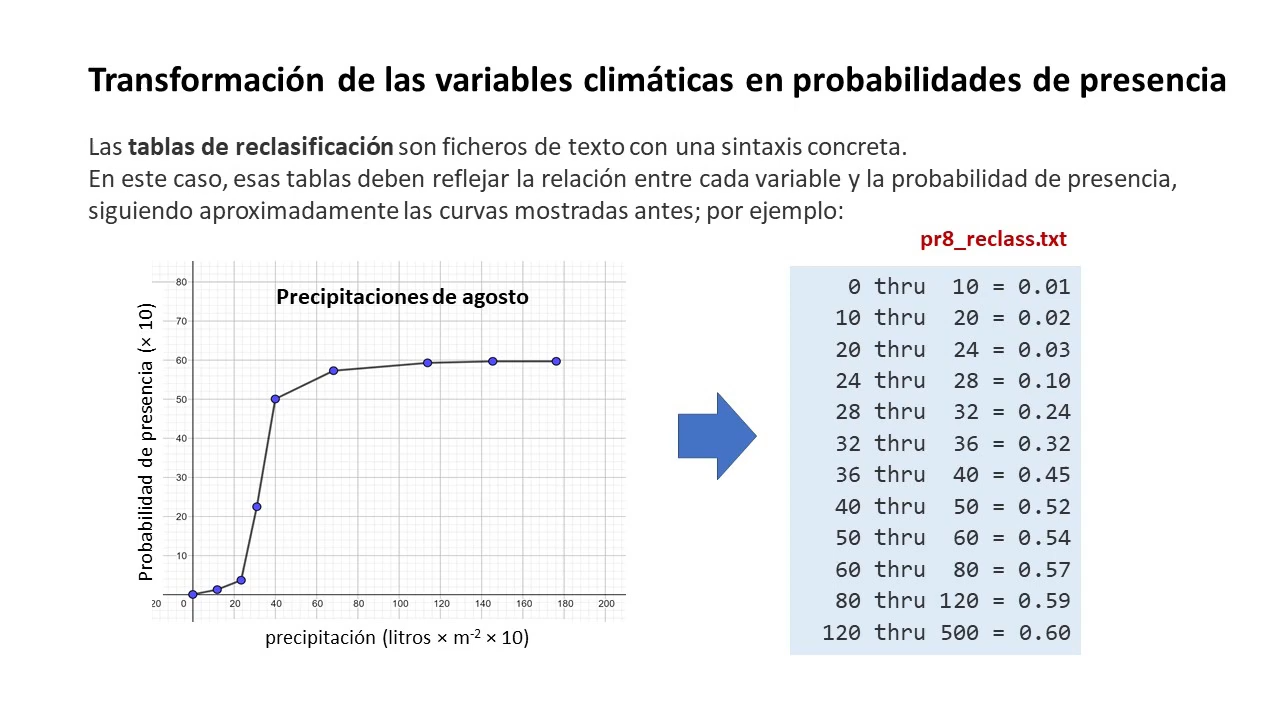 Transformación de las variables climáticas en probabilidades de presencia
Las tablas de reclasificación son ficheros de texto con una sintaxis concreta.
En este caso, esas tablas deben reflejar la relación entre cada variable y la probabilidad de presencia,
siguiendo aproximadamente las curvas mostradas antes; por ejemplo:
pr8_reclass.txt
Precipitaciones de agosto
Probabilidad de presencia (× 10)
80
70
60
50
40
30
20
10
20 0 20 40 60 80 100 120 140 160 180 200
precipitación (litros × m-2 × 10)
0 thru 10 = 0.01
10 thru 20 = 0.02
20 thru 24 = 0.03
24 thru 28 = 0.10
28 thru 32 = 0.24
32 thru 36 = 0.32
36 thru 40 = 0.45
40 thru 50 = 0.52
50 thru 60 = 0.54
60 thru 80 = 0.57
80 thru 120 = 0.59
120 thru 500 = 0.60